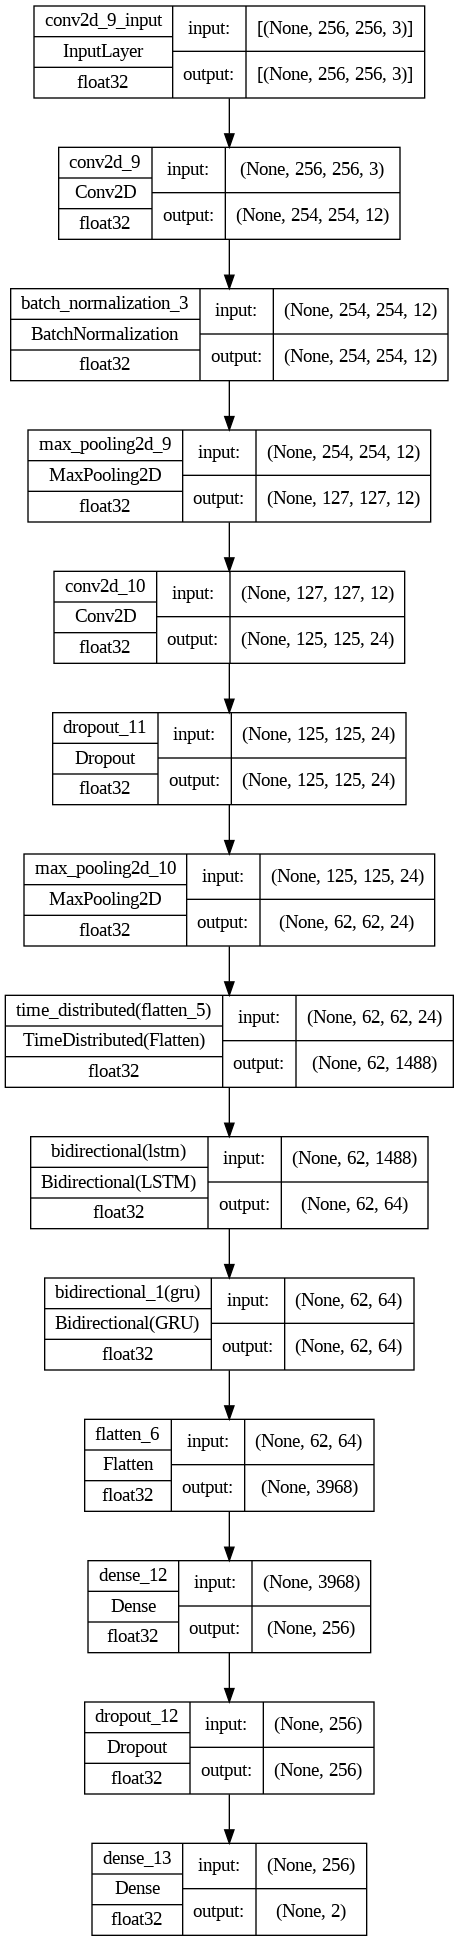 conv2d_9_input
InputLayer
float32
input:
[(None, 256, 256, 3)]
output:
[(None, 256, 256, 3)]
conv2d_9
Conv2D
float32
input:
(None, 256, 256, 3)
output:
(None, 254, 254, 12)
batch_normalization_3
BatchNormalization
float32
input:
(None, 254, 254, 12)
output:
(None, 254, 254, 12)
max_pooling2d_9
MaxPooling2D
float32
input:
(None, 254, 254, 12)
output:
(None, 127, 127, 12)
conv2d_10
Conv2D
float32
input:
(None, 127, 127, 12)
output:
(None, 125, 125, 24)
dropout_11
Dropout
float32
input:
(None, 125, 125, 24)
output:
(None, 125, 125, 24)
max_pooling2d_10
MaxPooling2D
float32
input:
(None, 125, 125, 24)
output:
(None, 62, 62, 24)
time_distributed(flatten_5)
TimeDistributed(Flatten)
float32
input:
(None, 62, 62, 24)
output:
(None, 62, 1488)
bidirectional(lstm)
Bidirectional(LSTM)
float32
input:
(None, 62, 1488)
output:
(None, 62, 64)
bidirectional_1(gru)
Bidirectional(GRU)
float32
input:
(None, 62, 64)
output:
(None, 62, 64)
flatten_6
Flatten
float32
input:
(None, 62, 64)
output:
(None, 3968)
dense_12
Dense
float32
input:
(None, 3968)
output:
(None, 256)
dropout_12
Dropout
float32
input:
(None, 256)
output:
(None, 256)
dense_13
Dense
float32
input:
(None, 256)
output:
(None, 2)